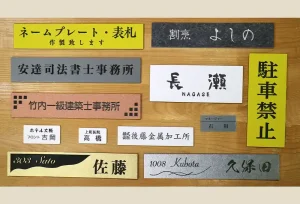 ネームプレート・表札
作製致します
割烹 よしの
安達司法書士事務所
長瀬
NAGASE
駐車禁止
竹内一級建築士事務所
吉岡
高橋
後藤金属加工所
303 Sato
佐藤
1008 Kubota
久保田